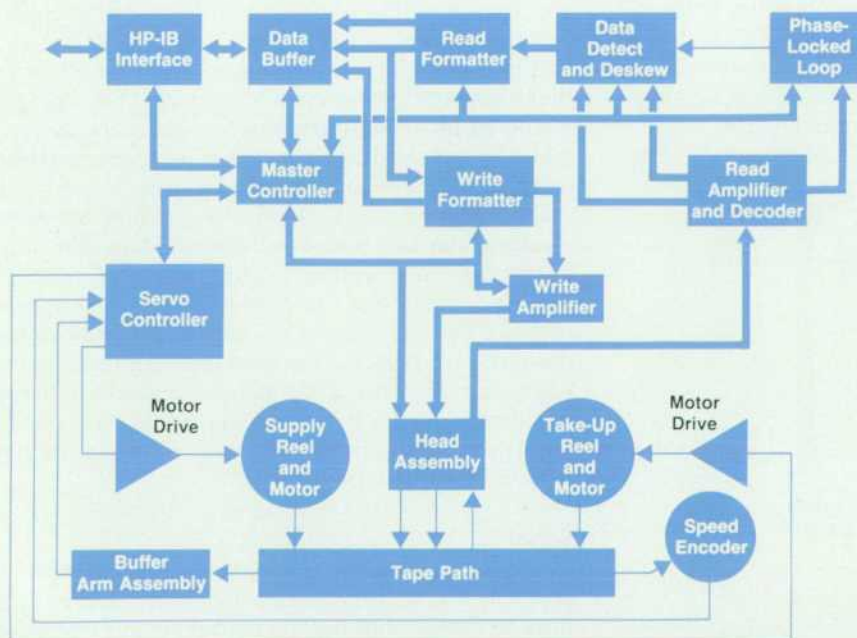 HP-IB
Interface
Data
Buffer
Read
Formatter
Data
Detect
and Deskew
Phase-
Locked
Loop
Master
Controller
Write
Formatter
Read
Amplifier
and Decoder
Servo
Controller
Write
Amplifier
Motor
Drive
Supply
Reel
and
Motor
Head
Assembly
Take-Up
Reel
and
Motor
Motor
Drive
Speed
Encoder
Buffer
Arm Assembly
Tape Path